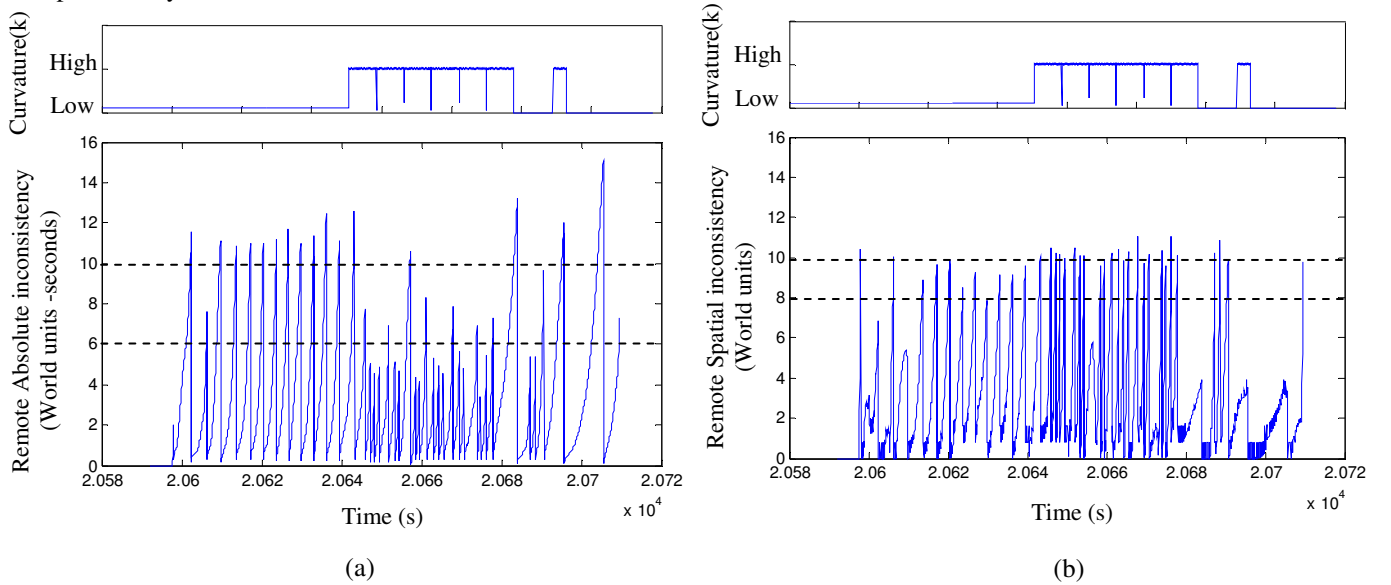 Curvature(k)
High
Low
Remote Absolute inconsistency
(World units -seconds)
16
14
12
10
8
6
4
2
0
2.058
2.06
2.062
2.064
2.066
2.068
2.07
2.072
x 10⁴
Time (s)
(a)
Curvature(k)
High
Low
Remote Spatial inconsistency
(World units)
16
14
12
10
8
6
4
2
0
2.058
2.06
2.062
2.064
2.066
2.068
2.07
2.072
x 10⁴
Time (s)
(b)